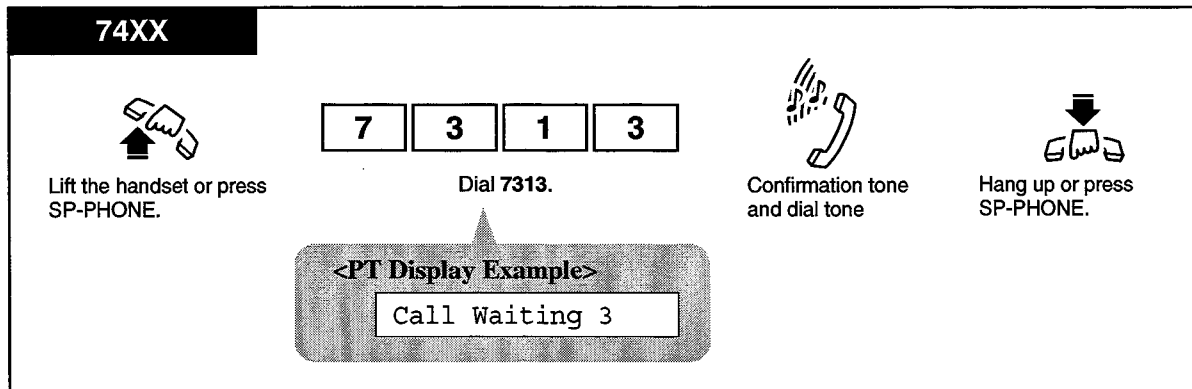 74XX
7 3 1 3
Lift the handset or press
SP-PHONE.
Dial 7313.
Confirmation tone
and dial tone
Hang up or press
SP-PHONE.
<PT Display Example>
Call Waiting 3